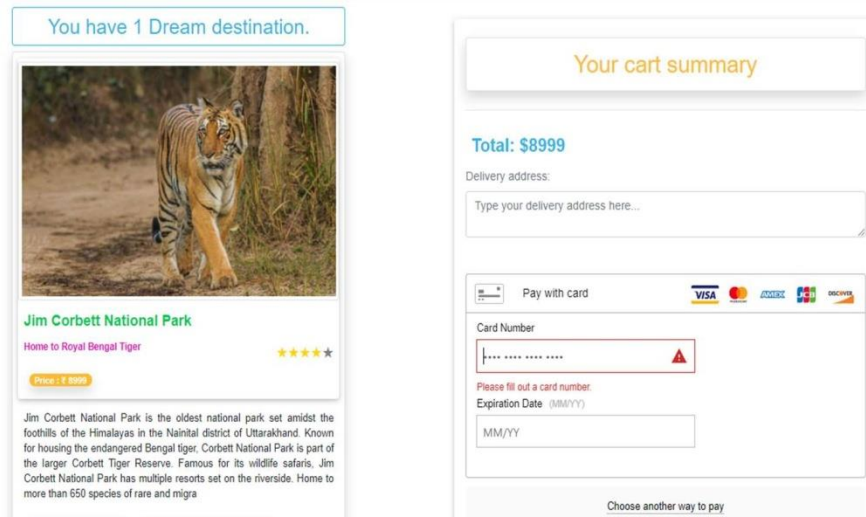 You have 1 Dream destination.
Jim Corbett National Park
Home to Royal Bengal Tiger
Price : ₹ 8999
Jim Corbett National Park is the oldest national park set amidst the
foothills of the Himalayas in the Nainital district of Uttarakhand. Known
for housing the endangered Bengal tiger, Corbett National Park is part of
the larger Corbett Tiger Reserve. Famous for its wildlife safaris, Jim
Corbett National Park has multiple resorts set on the riverside. Home to
more than 650 species of rare and migra
Your cart summary
Total: $8999
Delivery address:
Type your delivery address here...
Pay with card
VISA
AMEX
JCB
DISCOVER
Card Number
•••• •••• •••• ••••
Please fill out a card number.
Expiration Date (MM/YY)
MM/YY
Choose another way to pay